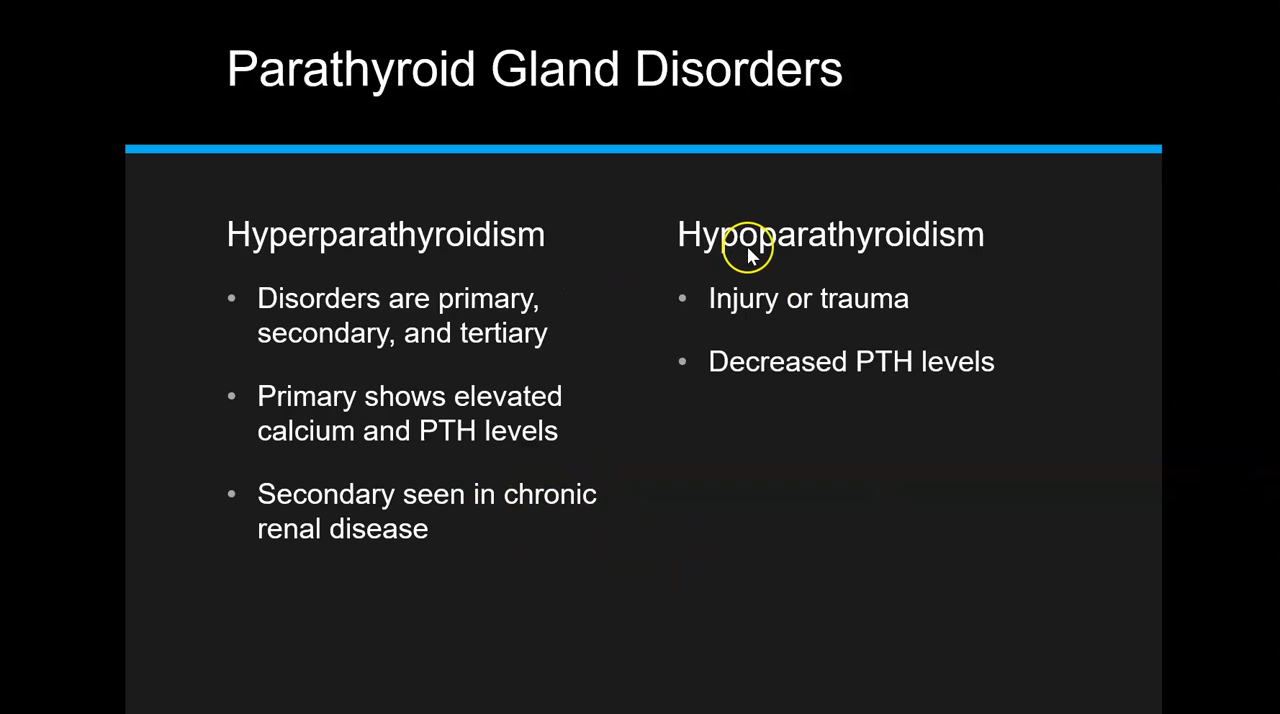 Parathyroid Gland Disorders
Hyperparathyroidism
• Disorders are primary,
secondary, and tertiary
• Primary shows elevated
calcium and PTH levels
• Secondary seen in chronic
renal disease
Hypoparathyroidism
• Injury or trauma
• Decreased PTH levels